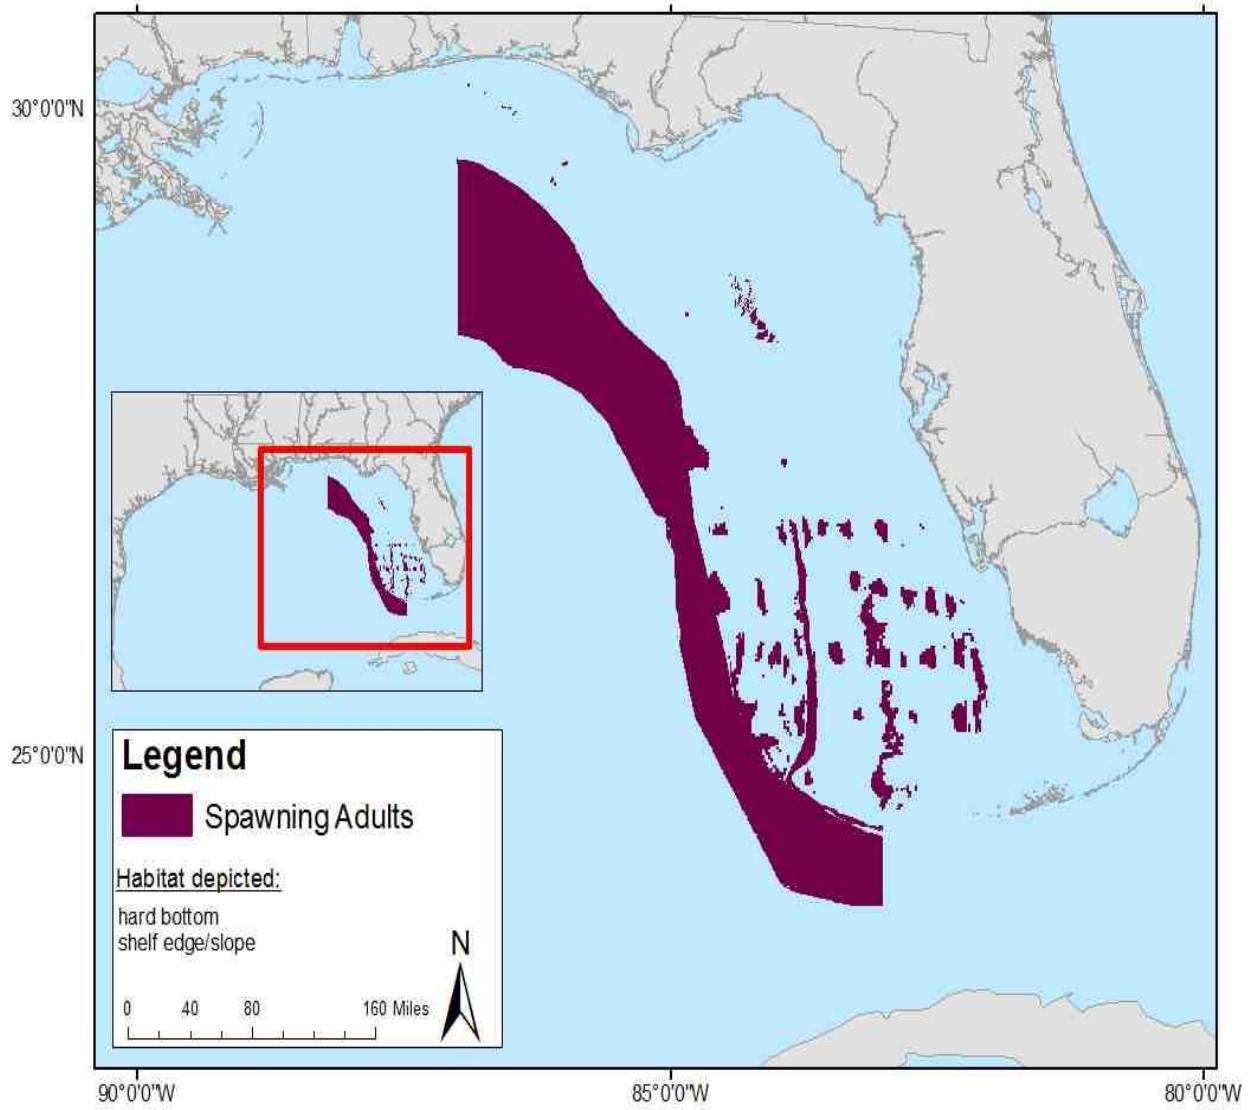 30°0'0"N
25°0'0"N
Legend
Spawning Adults
Habitat depicted:
hard bottom
shelf edge/slope
N
0 40 80 160 Miles
90°0'0"W 85°0'0"W 80°0'0"W